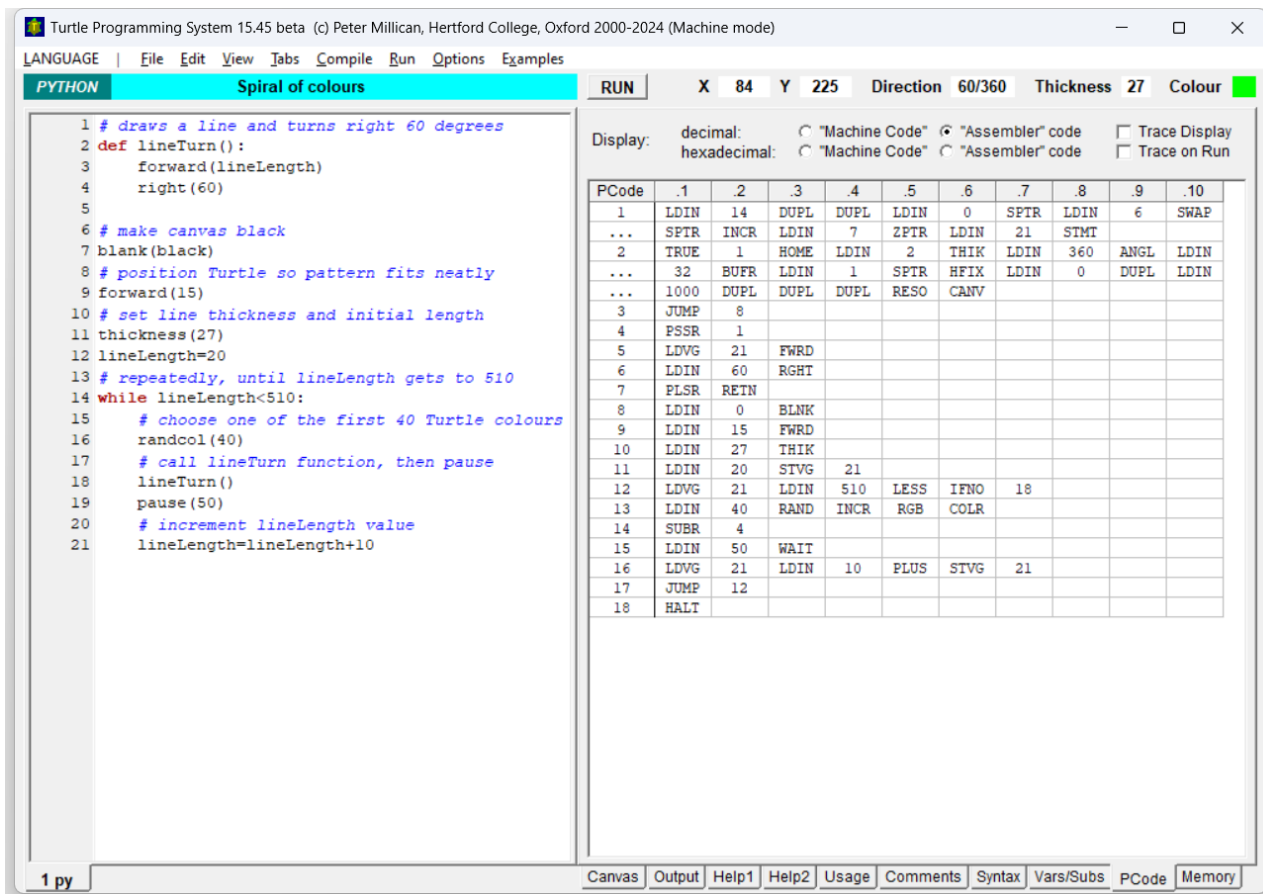 Turtle Programming System 15.45 beta (c) Peter Millican, Hertford College, Oxford 2000-2024 (Machine mode)
LANGUAGE | File Edit View Tabs Compile Run Options Examples
PYTHON Spiral of colours RUN X 84 Y 225 Direction 60/360 Thickness 27 Colour
1 # draws a line and turns right 60 degrees
2 def lineTurn():
3 forward(lineLength)
4 right(60)
5
6 # make canvas black
7 blank(black)
8 # position Turtle so pattern fits neatly
9 forward(15)
10 # set line thickness and initial length
11 thickness(27)
12 lineLength=20
13 # repeatedly, until lineLength gets to 510
14 while lineLength<510:
15 # choose one of the first 40 Turtle colours
16 randcol(40)
17 # call lineTurn function, then pause
18 lineTurn()
19 pause(50)
20 # increment lineLength value
21 lineLength=lineLength+10
1 py
Display: decimal: "Machine Code" "Assembler" code Trace Display
hexadecimal: "Machine Code" "Assembler" code Trace on Run
PCode .1 .2 .3 .4 .5 .6 .7 .8 .9 .10
1 LDIN 14 DUPL DUPL LDIN 0 SPTR LDIN 6 SWAP
... SPTR INCR LDIN 7 ZPTR LDIN 21 STMT
2 TRUE 1 HOME LDIN 2 THIK LDIN 360 ANGL LDIN
... 32 BUFR LDIN 1 SPTR HFIX LDIN 0 DUPL LDIN
... 1000 DUPL DUPL DUPL RESO CANV
3 JUMP 8
4 PSSR 1
5 LDVG 21 FWRD
6 LDIN 60 RGHT
7 PLSR RETN
8 LDIN 0 BLNK
9 LDIN 15 FWRD
10 LDIN 27 THIK
11 LDIN 20 STVG 21
12 LDVG 21 LDIN 510 LESS IFNO 18
13 LDIN 40 RAND INCR RGB COLR
14 SUBR 4
15 LDIN 50 WAIT
16 LDVG 21 LDIN 10 PLUS STVG 21
17 JUMP 12
18 HALT
Canvas Output Help1 Help2 Usage Comments Syntax Vars/Subs PCode Memory